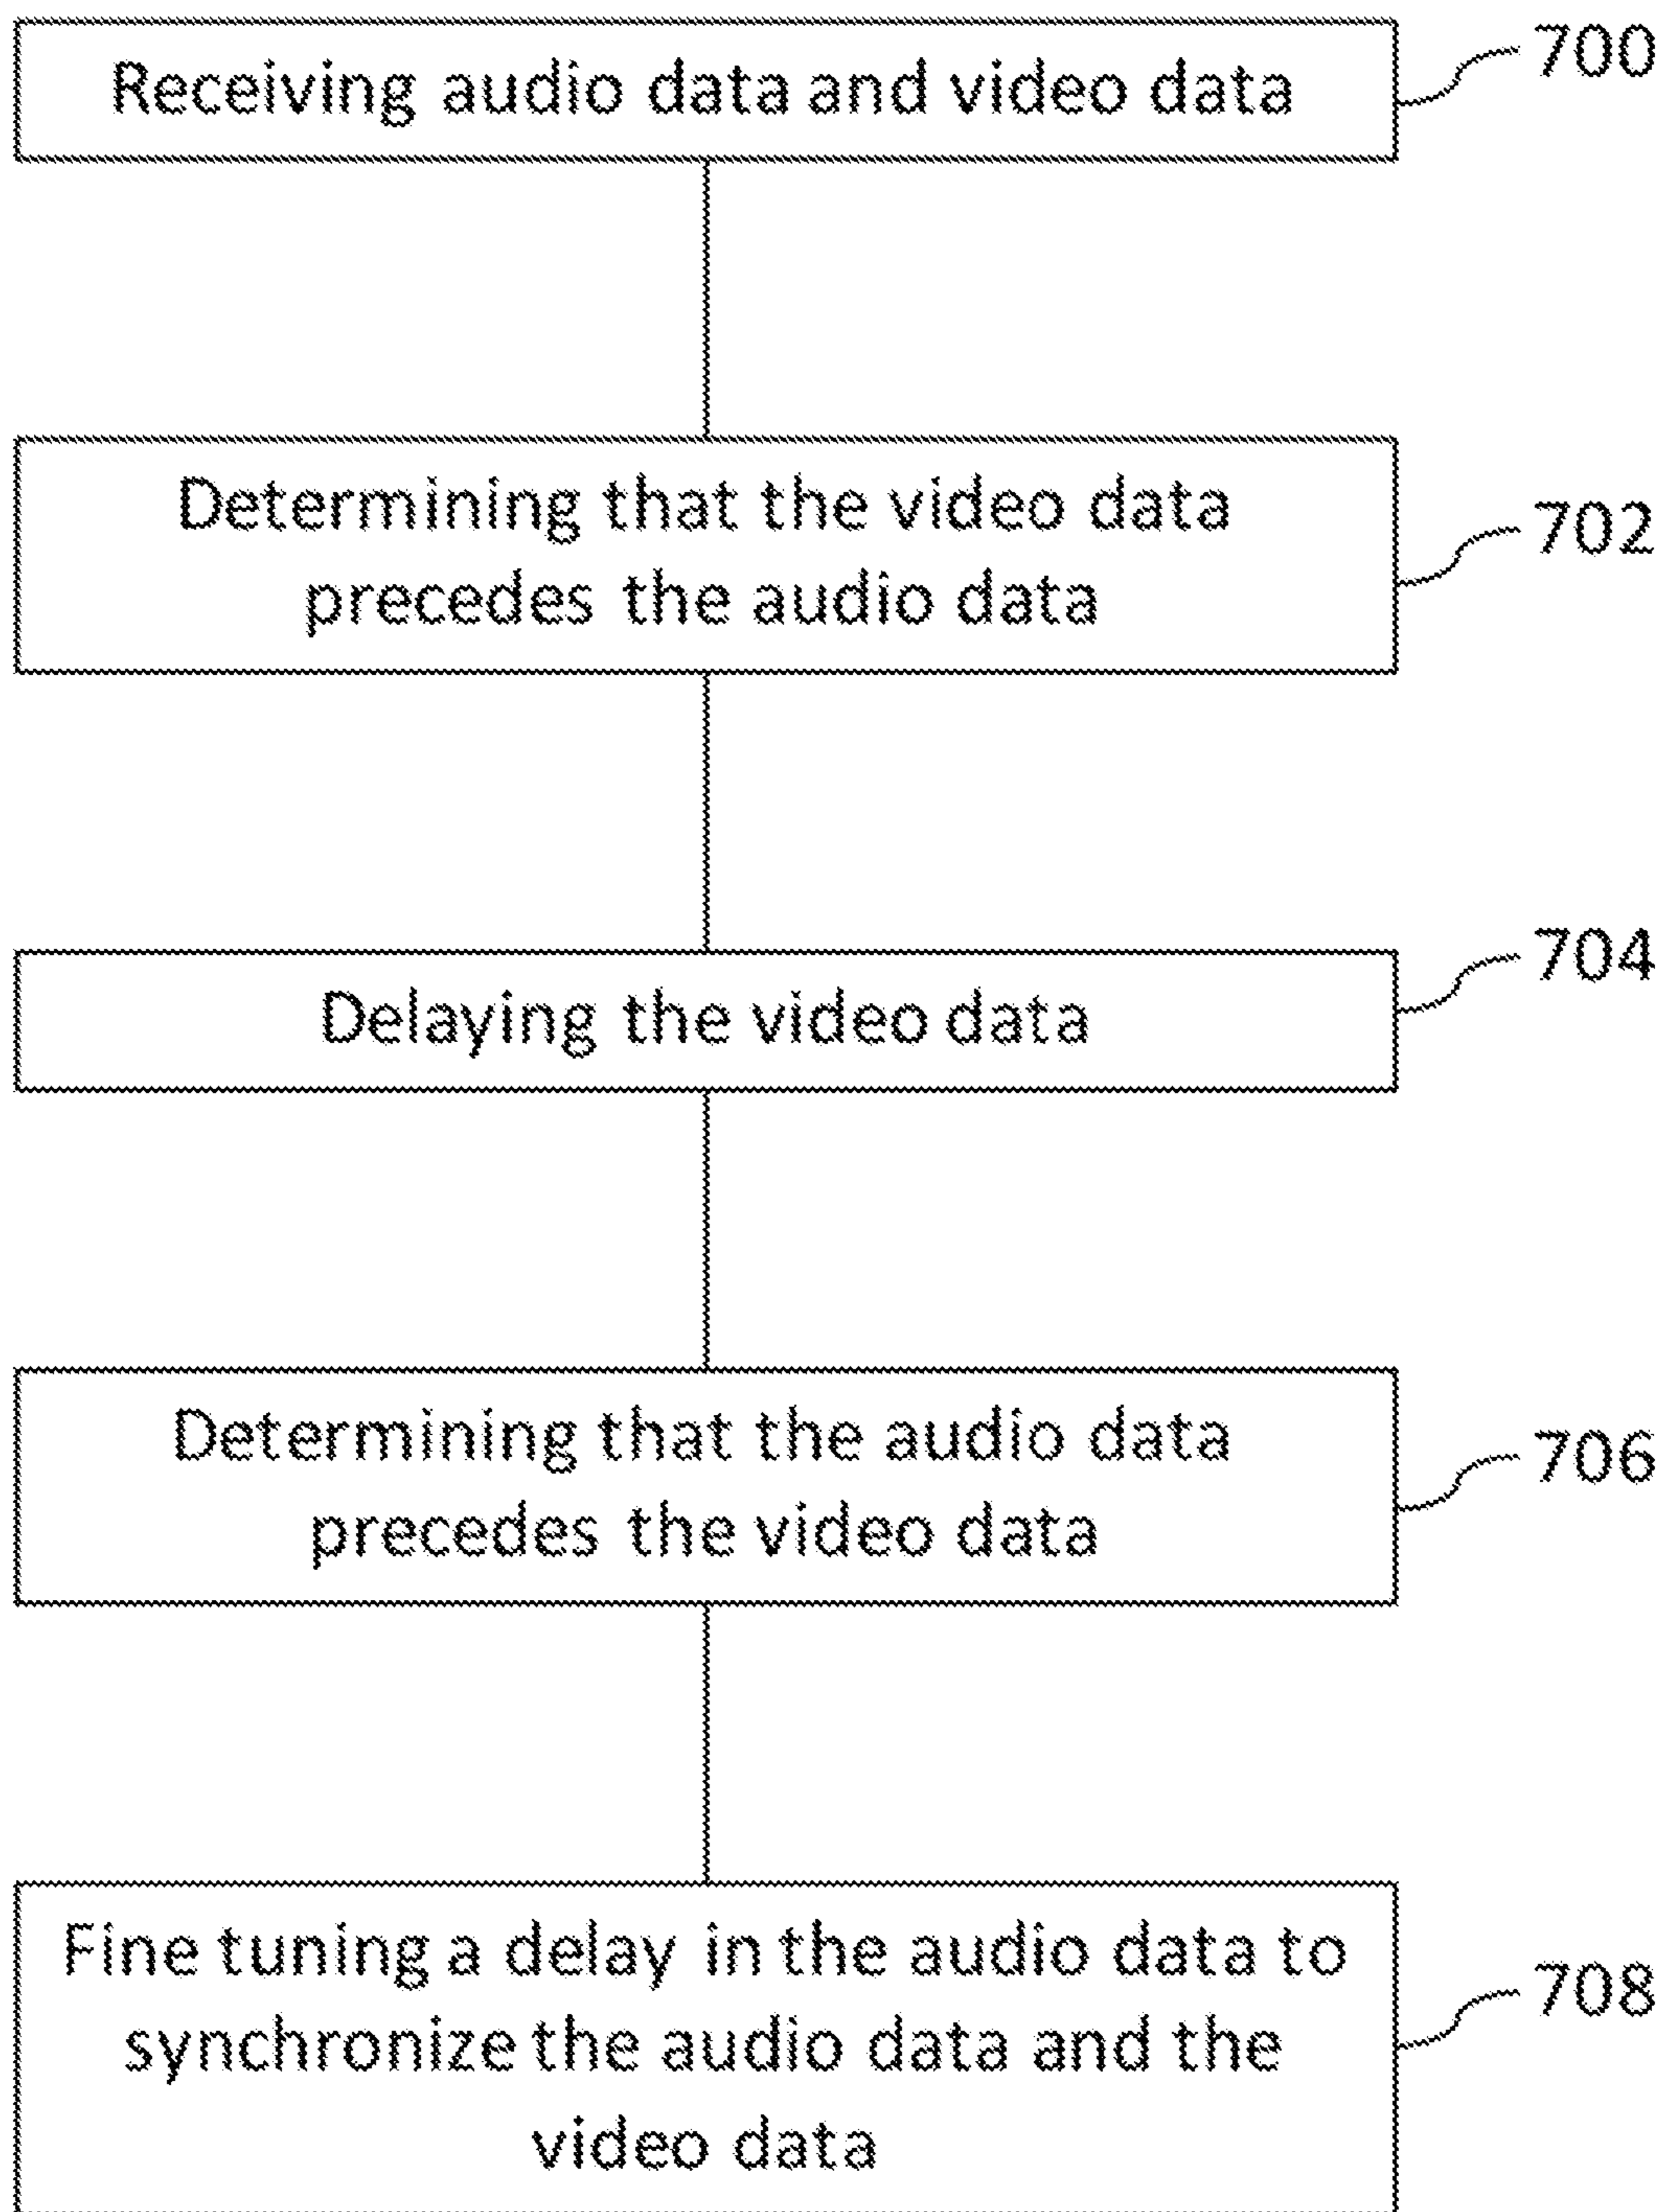 Receiving audio data and video data
700
Determining that the video data
precedes the audio data
702
Delaying the video data
704
Determining that the audio data
precedes the video data
706
Fine tuning a delay in the audio data to
synchronize the audio data and the
video data
708